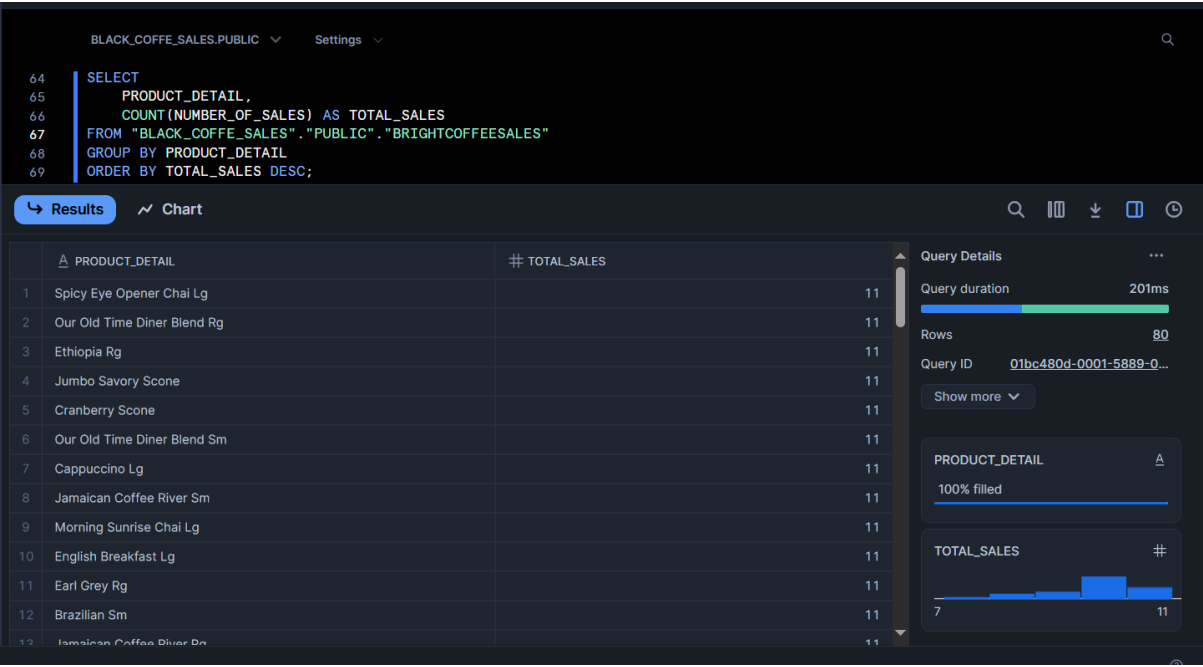 BLACK_COFFE_SALES.PUBLIC Settings
64 SELECT
65 PRODUCT_DETAIL,
66 COUNT(NUMBER_OF_SALES) AS TOTAL_SALES
67 FROM "BLACK_COFFE_SALES"."PUBLIC"."BRIGHTCOFFEESALES"
68 GROUP BY PRODUCT_DETAIL
69 ORDER BY TOTAL_SALES DESC;
Results Chart
A PRODUCT_DETAIL # TOTAL_SALES
1 Spicy Eye Opener Chai Lg 11
2 Our Old Time Diner Blend Rg 11
3 Ethiopia Rg 11
4 Jumbo Savory Scone 11
5 Cranberry Scone 11
6 Our Old Time Diner Blend Sm 11
7 Cappuccino Lg 11
8 Jamaican Coffee River Sm 11
9 Morning Sunrise Chai Lg 11
10 English Breakfast Lg 11
11 Earl Grey Rg 11
12 Brazilian Sm 11
13 Jamaican Coffee River Rg 11
Query Details ...
Query duration 201ms
Rows 80
Query ID 01bc480d-0001-5889-0...
Show more
PRODUCT_DETAIL A
100% filled
TOTAL_SALES #
7 11